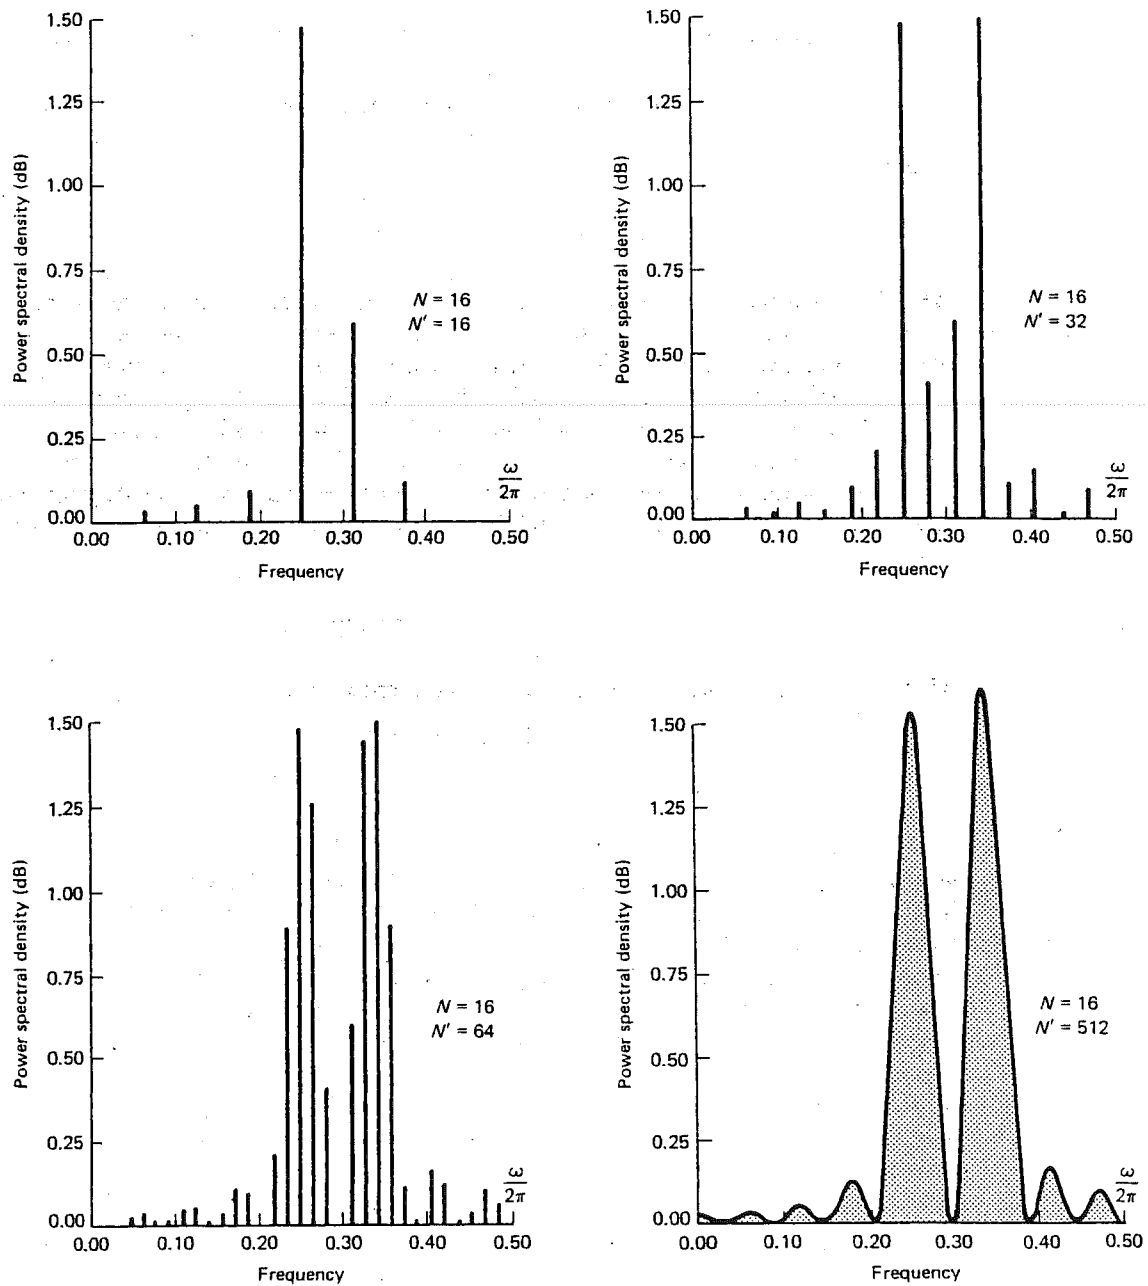 Power spectral density (dB)
1.50
1.25
1.00
0.75
0.50
0.25
0.00
N = 16
N′ = 16
ω
2π
0.00 0.10 0.20 0.30 0.40 0.50
Frequency
Power spectral density (dB)
1.50
1.25
1.00
0.75
0.50
0.25
0.00
N = 16
N′ = 32
ω
2π
0.00 0.10 0.20 0.30 0.40 0.50
Frequency
Power spectral density (dB)
1.50
1.25
1.00
0.75
0.50
0.25
0.00
N = 16
N′ = 64
ω
2π
0.00 0.10 0.20 0.30 0.40 0.50
Frequency
Power spectral density (dB)
1.50
1.25
1.00
0.75
0.50
0.25
0.00
N = 16
N′ = 512
ω
2π
0.00 0.10 0.20 0.30 0.40 0.50
Frequency